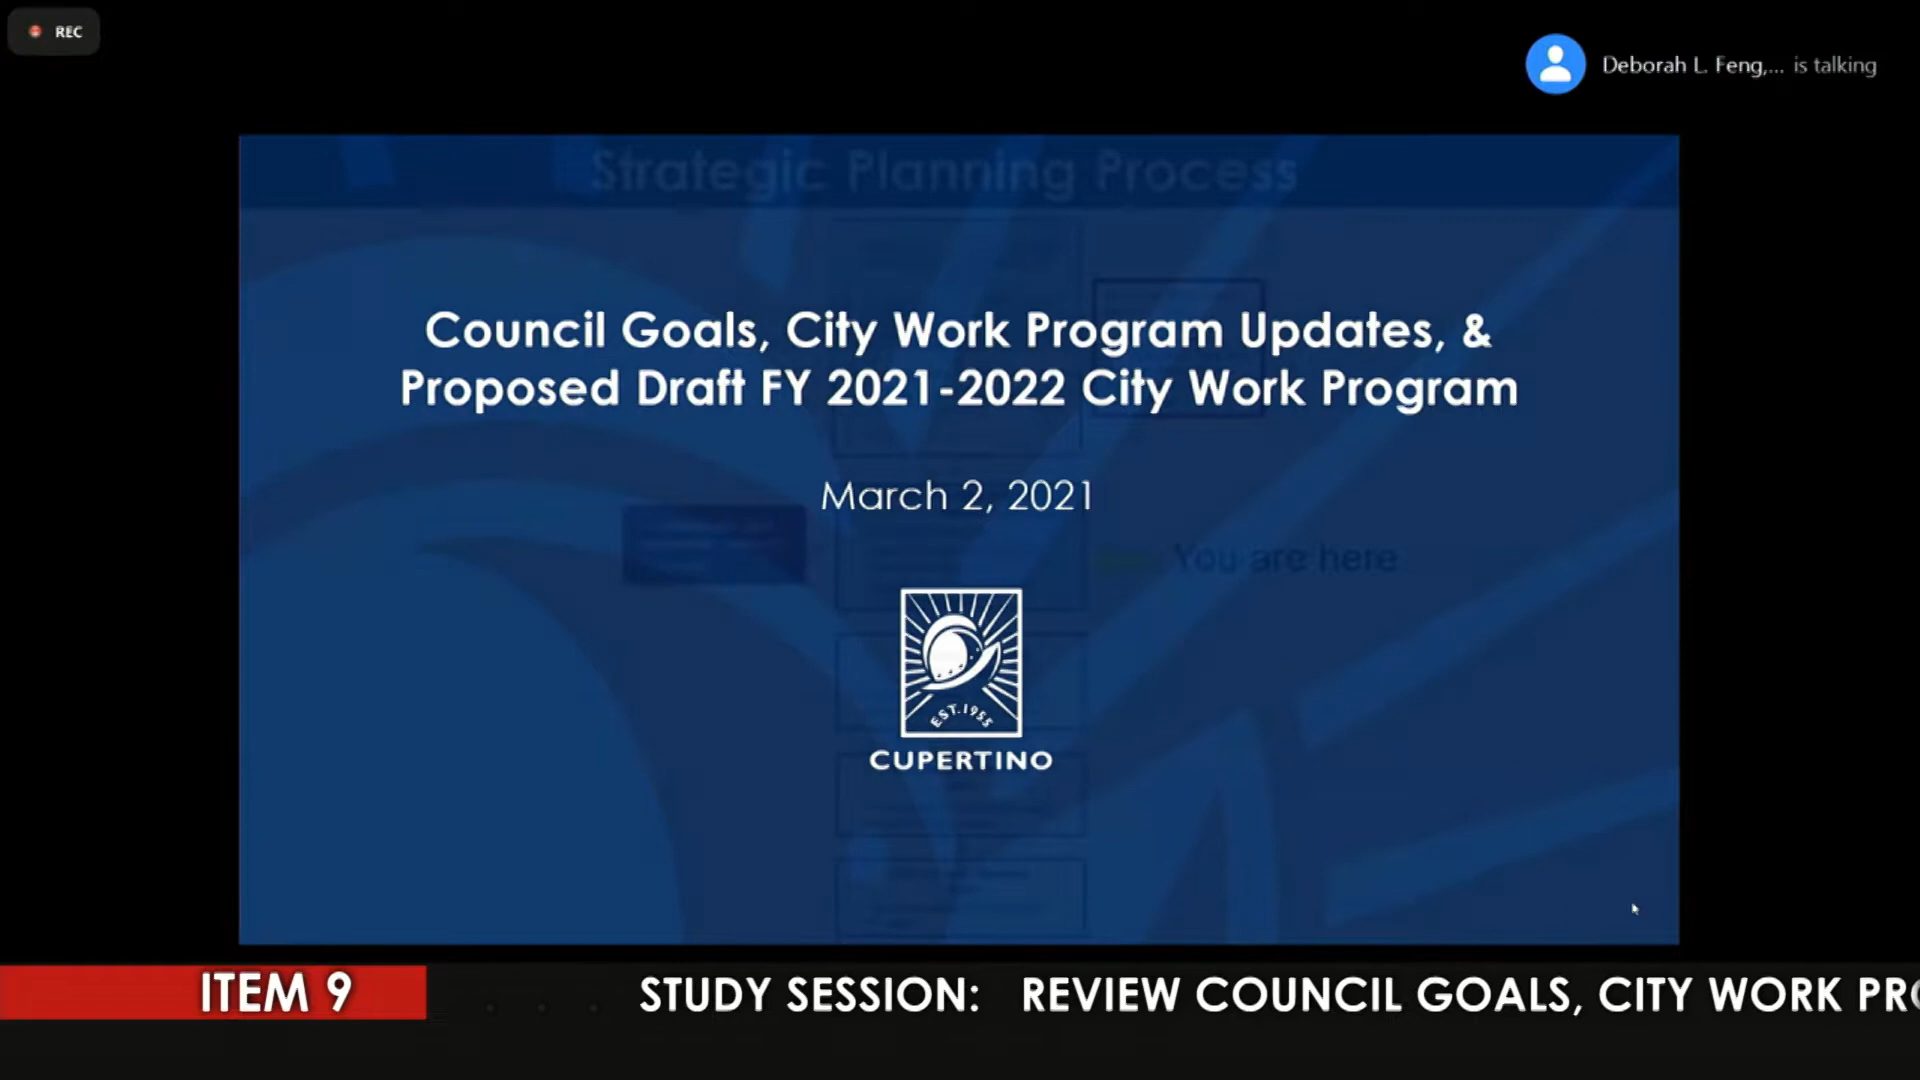 REC
Deborah L. Feng,... is talking
Strategic Planning Process
Council Goals, City Work Program Updates, &
Proposed Draft FY 2021-2022 City Work Program
March 2, 2021
You are here
EST. 1955
CUPERTINO
ITEM 9
STUDY SESSION: REVIEW COUNCIL GOALS, CITY WORK PRO